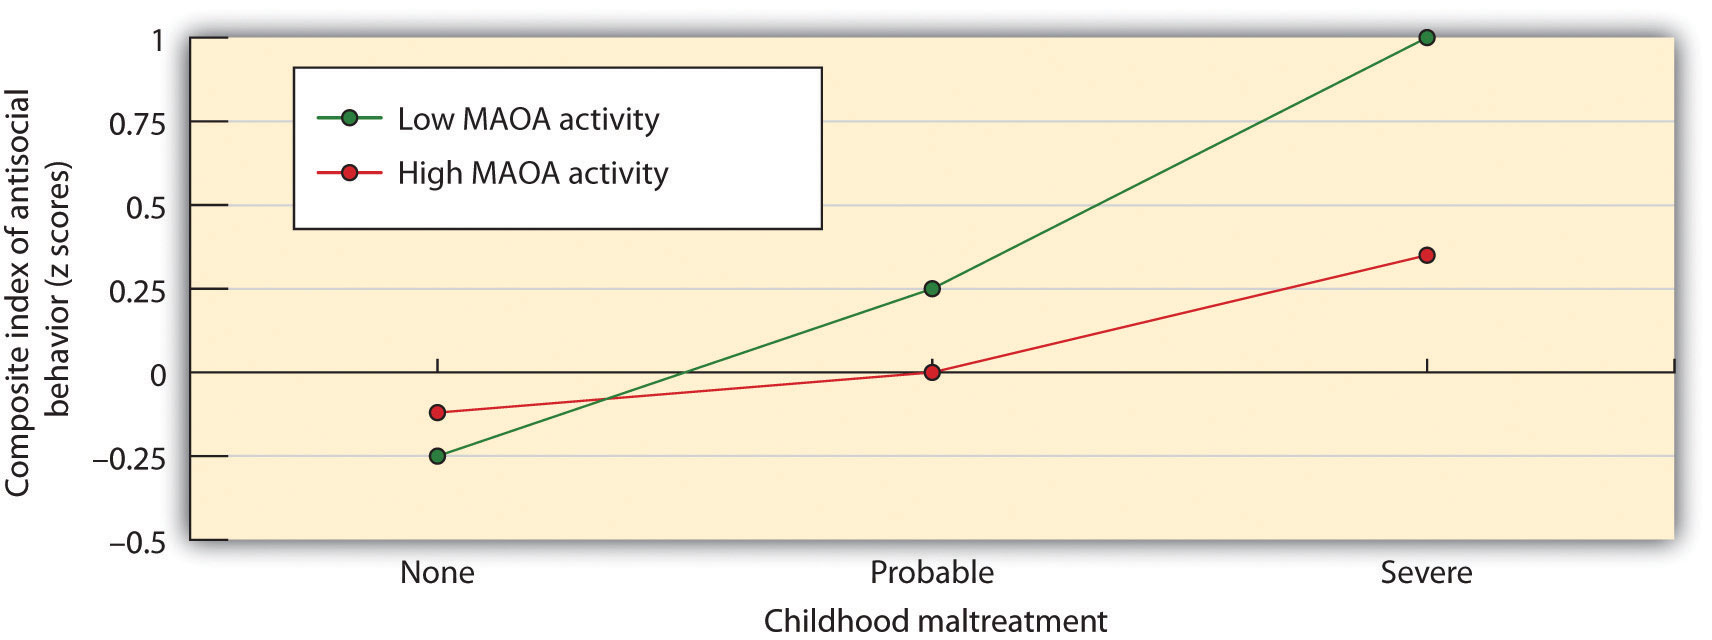 Composite index of antisocial
behavior (z scores)
1
0.75
0.5
0.25
0
–0.25
–0.5
Low MAOA activity
High MAOA activity
None
Probable
Severe
Childhood maltreatment